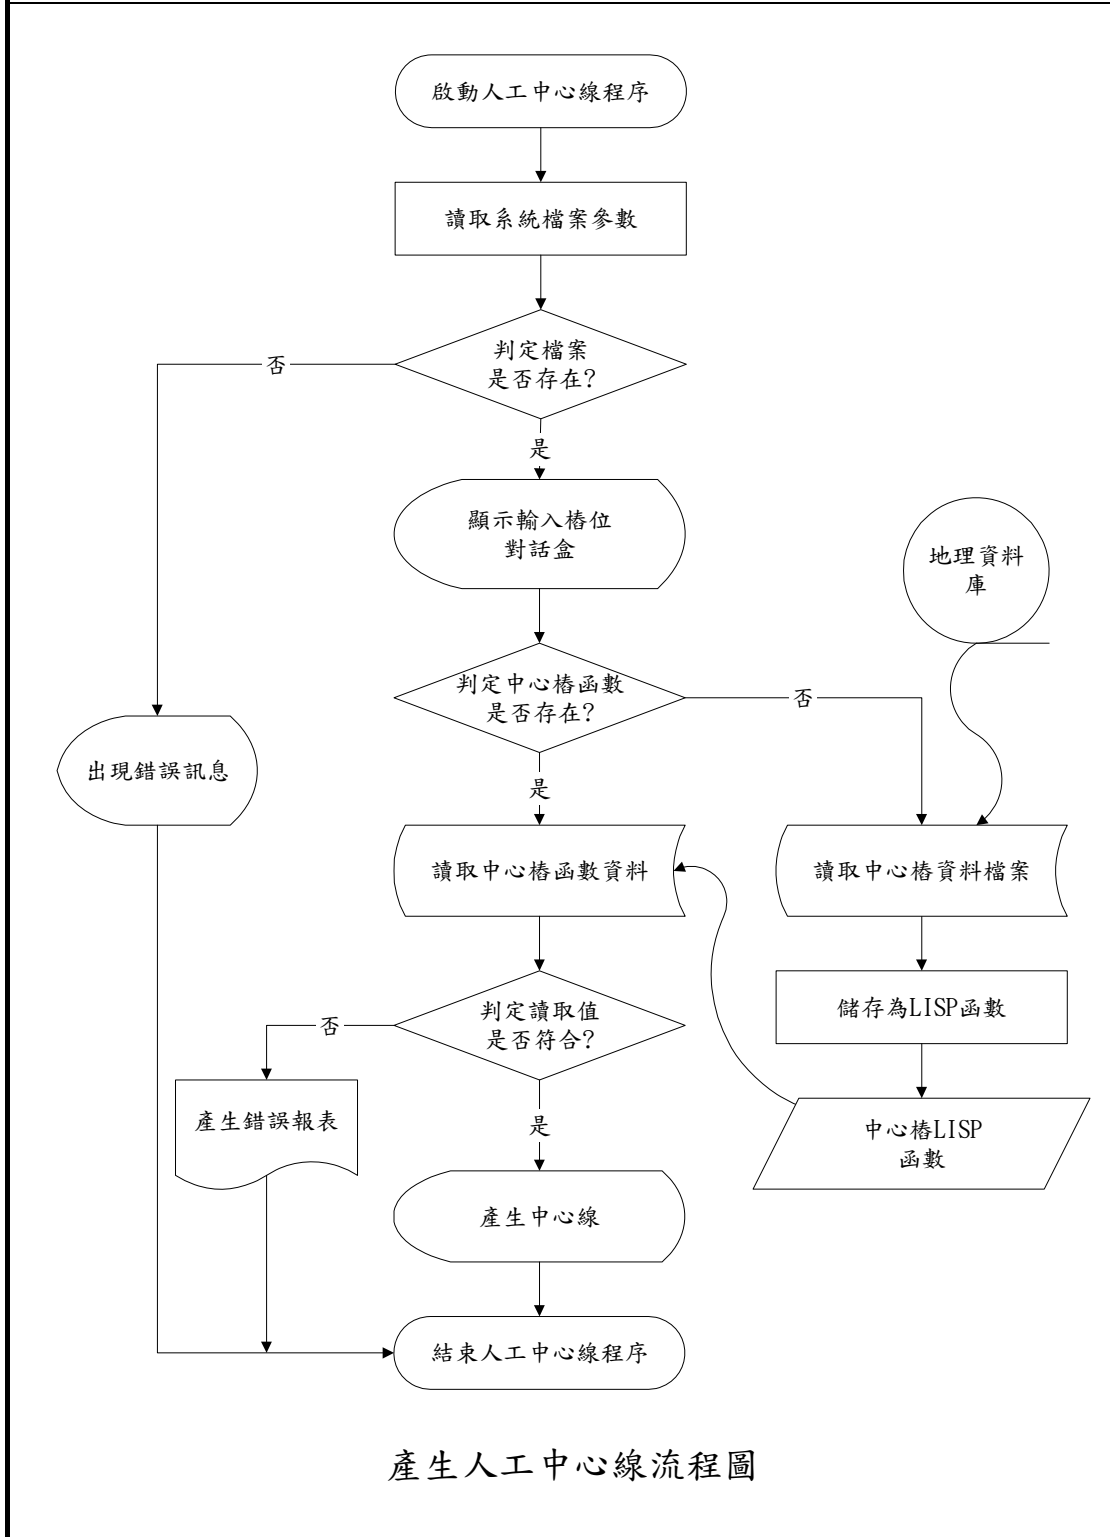 啟動人工中心線程序
讀取系統檔案參數
判定檔案
是否存在?
否
是
顯示輸入樁位
對話盒
地理資料
庫
判定中心樁函數
是否存在?
否
是
出現錯誤訊息
讀取中心樁函數資料
讀取中心樁資料檔案
判定讀取值
是否符合?
否
是
儲存為LISP函數
產生錯誤報表
中心樁LISP
函數
產生中心線
結束人工中心線程序
產生人工中心線流程圖